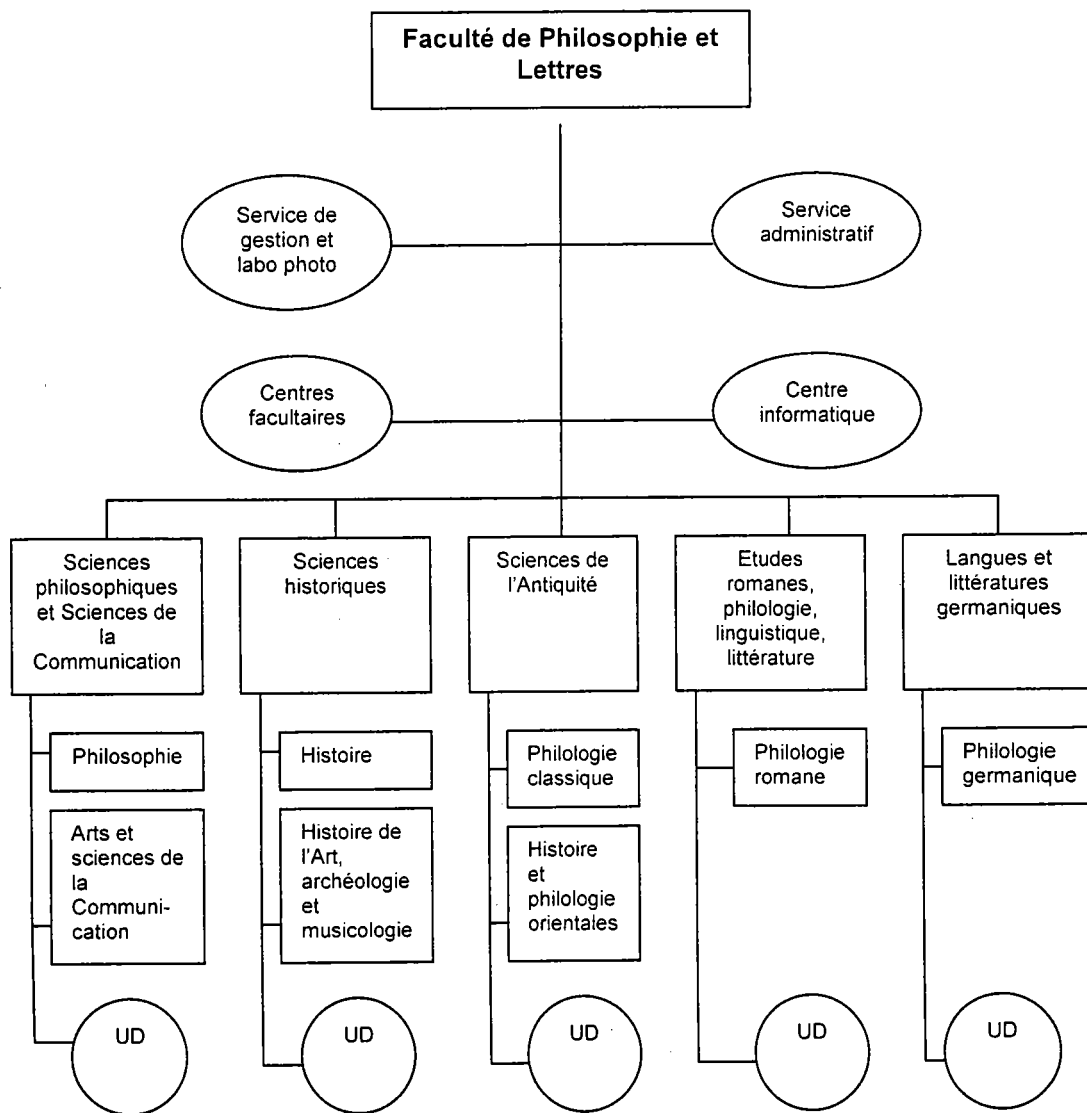 Faculté de Philosophie et
Lettres
Service de
gestion et
labo photo
Service
administratif
Centres
facultaires
Centre
informatique
Sciences
philosophiques
et Sciences de
la
Communication
Sciences
historiques
Sciences de
l'Antiquité
Etudes
romanes,
philologie,
linguistique,
littérature
Langues et
littératures
germaniques
Philosophie
Histoire
Philologie
classique
Philologie
romane
Philologie
germanique
Arts et
sciences de
la
Communi-
cation
Histoire de
l'Art,
archéologie
et
musicologie
Histoire
et
philologie
orientales
UD
UD
UD
UD
UD